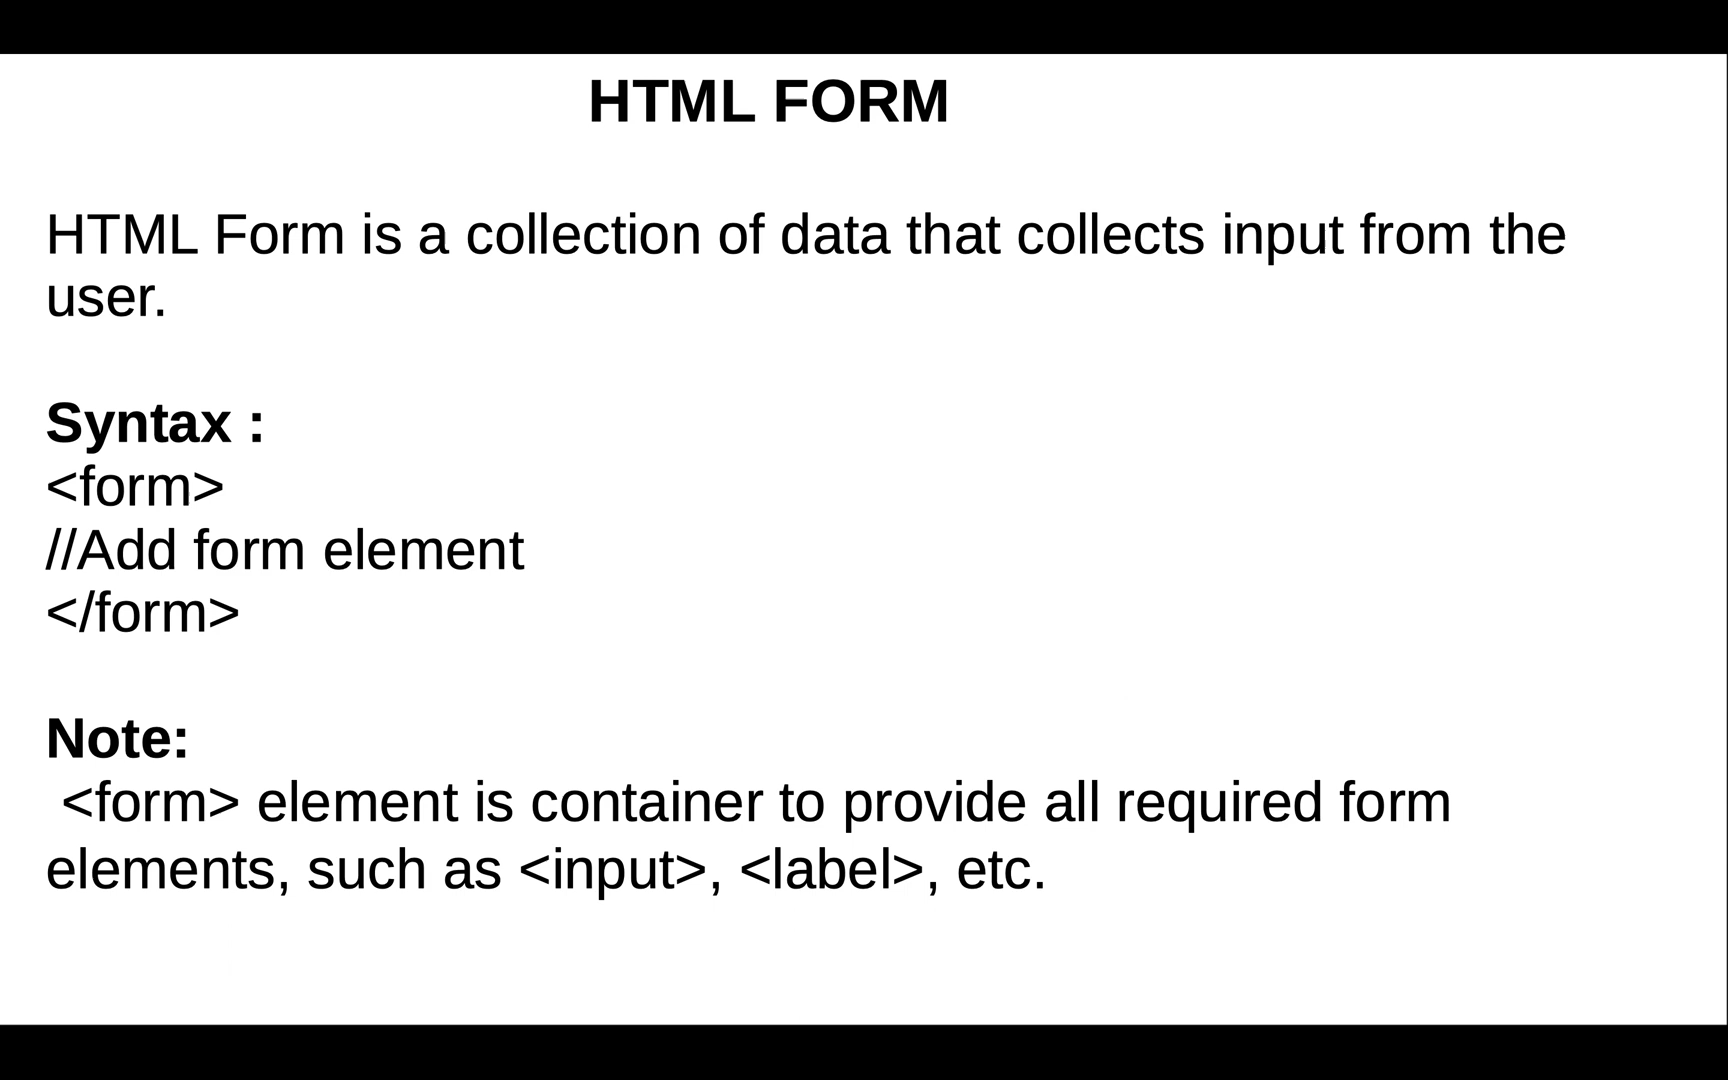 HTML FORM
HTML Form is a collection of data that collects input from the
user.
Syntax :
<form>
//Add form element
</form>
Note:
<form> element is container to provide all required form
elements, such as <input>, <label>, etc.